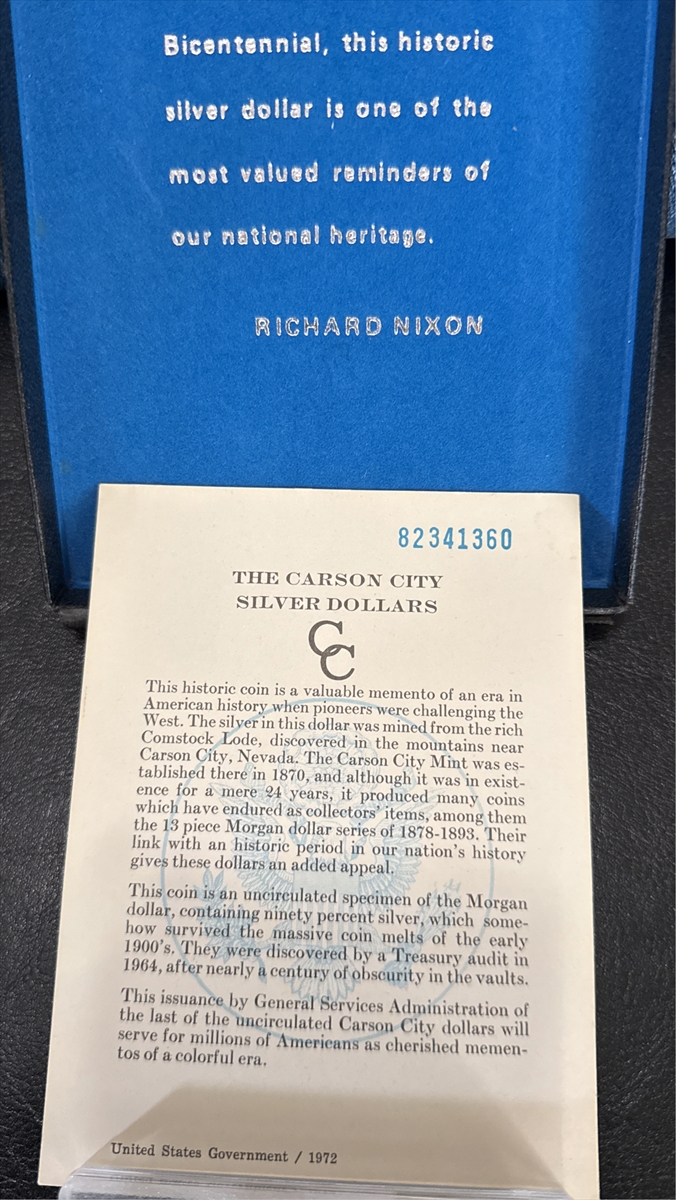 Bicentennial, this historic
silver dollar is one of the
most valued reminders of
our national heritage.
RICHARD NIXON
82341360
THE CARSON CITY
SILVER DOLLARS
CC
This historic coin is a valuable memento of an era in
American history when pioneers were challenging the
West. The silver in this dollar was mined from the rich
Comstock Lode, discovered in the mountains near
Carson City, Nevada. The Carson City Mint was es-
tablished there in 1870, and although it was in exist-
ence for a mere 24 years, it produced many coins
which have endured as collectors' items, among them
the 13 piece Morgan dollar series of 1878-1893. Their
link with an historic period in our nation's history
gives these dollars an added appeal.
This coin is an uncirculated specimen of the Morgan
dollar, containing ninety percent silver, which some-
how survived the massive coin melts of the early
1900's. They were discovered by a Treasury audit in
1964, after nearly a century of obscurity in the vaults.
This issuance by General Services Administration of
the last of the uncirculated Carson City dollars will
serve for millions of Americans as cherished memen-
tos of a colorful era.
United States Government / 1972